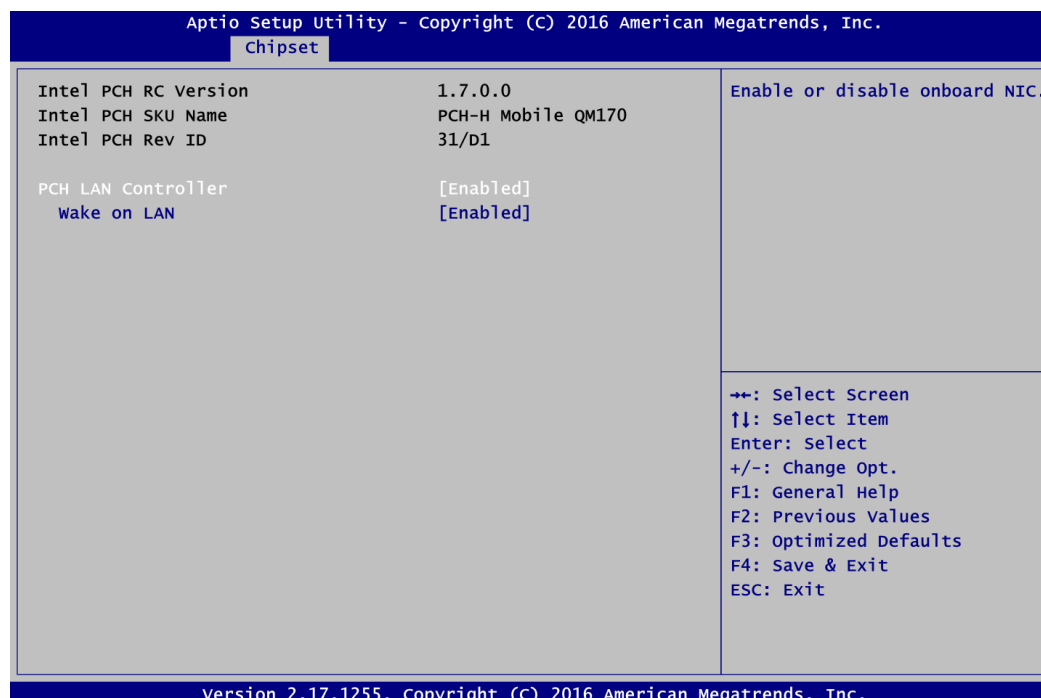 Aptio Setup Utility - Copyright (C) 2016 American Megatrends, Inc.
Chipset
Intel PCH RC Version 1.7.0.0
Intel PCH SKU Name PCH-H Mobile QM170
Intel PCH Rev ID 31/D1
PCH LAN Controller [Enabled]
Wake on LAN [Enabled]
Enable or disable onboard NIC.
→←: Select Screen
↑↓: Select Item
Enter: Select
+/-: Change Opt.
F1: General Help
F2: Previous Values
F3: Optimized Defaults
F4: Save & Exit
ESC: Exit
Version 2.17.1255. Copyright (C) 2016 American Megatrends, Inc.